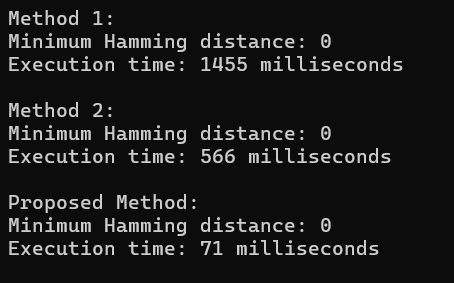 Method 1:
Minimum Hamming distance: 0
Execution time: 1455 milliseconds
Method 2:
Minimum Hamming distance: 0
Execution time: 566 milliseconds
Proposed Method:
Minimum Hamming distance: 0
Execution time: 71 milliseconds